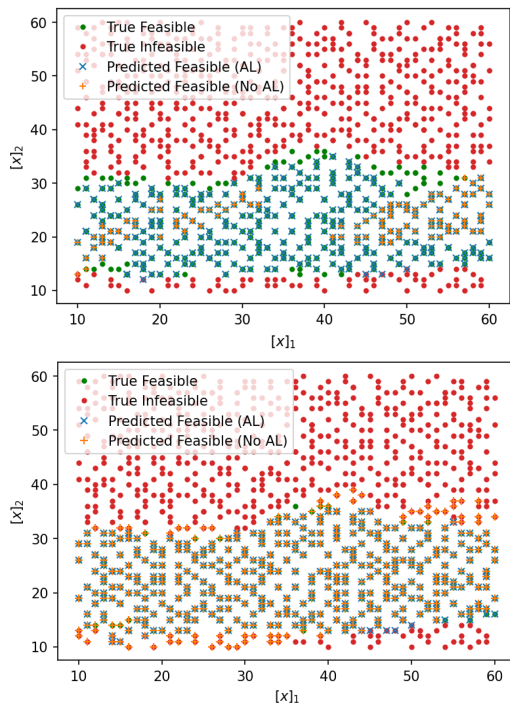 True Feasible
True Infeasible
Predicted Feasible (AL)
Predicted Feasible (No AL)
60
50
40
30
20
10
[x]2
10 20 30 40 50 60
[x]1
True Feasible
True Infeasible
Predicted Feasible (AL)
Predicted Feasible (No AL)
60
50
40
30
20
10
[x]2
10 20 30 40 50 60
[x]1